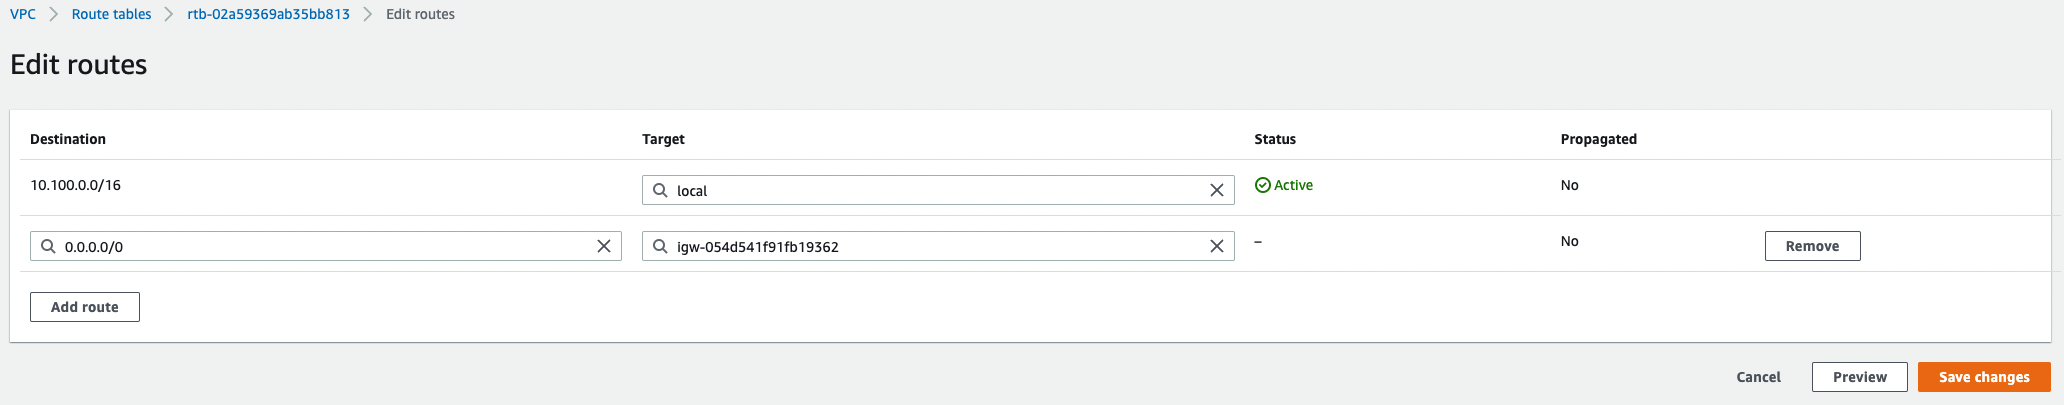 VPC Route tables rtb-02a59369ab35bb813 Edit routes
Edit routes
Destination Target Status Propagated
10.100.0.0/16 local Active No
0.0.0.0/0 igw-054d541f91fb19362 – No Remove
Add route
Cancel Preview Save changes